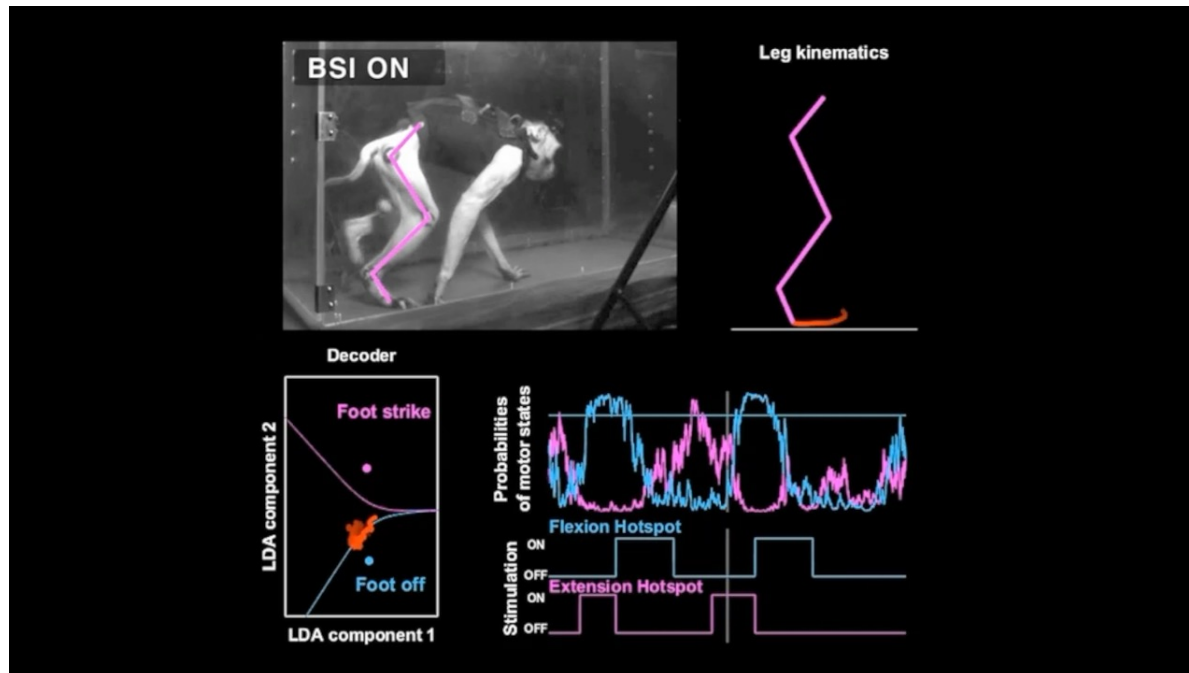 BSI ON
Leg kinematics
Decoder
Foot strike
Foot off
LDA component 2
LDA component 1
Probabilities
of motor states
Flexion Hotspot
ON
OFF
Extension Hotspot
ON
OFF
Stimulation